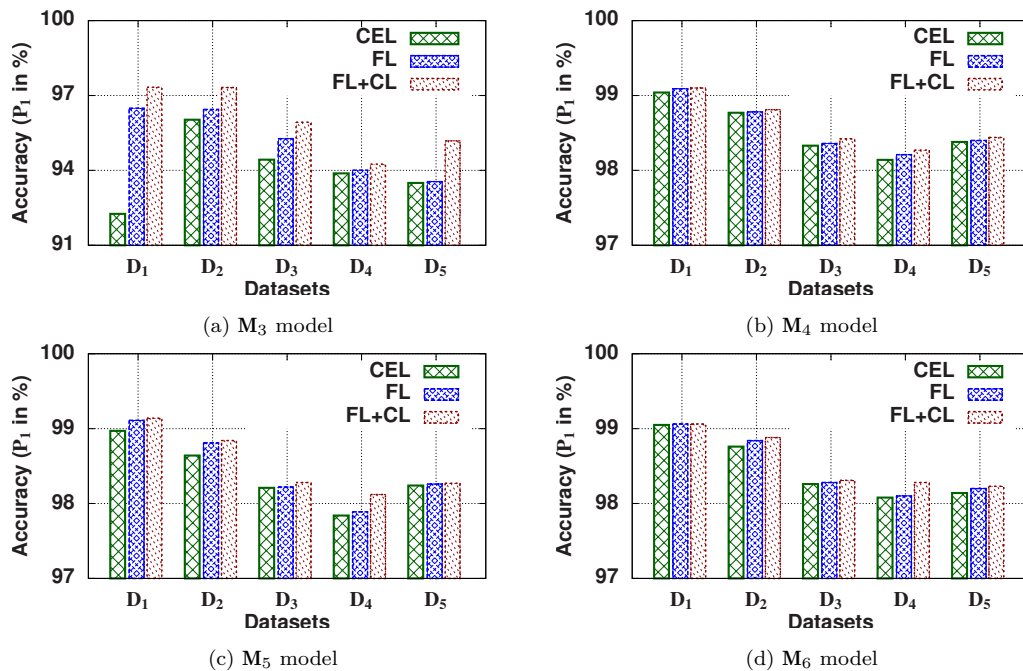 100
97
94
91
Accuracy (P₁ in %)
CEL
FL
FL+CL
D₁ D₂ D₃ D₄ D₅
Datasets
(a) M₃ model
100
99
98
97
Accuracy (P₁ in %)
CEL
FL
FL+CL
D₁ D₂ D₃ D₄ D₅
Datasets
(b) M₄ model
100
99
98
97
Accuracy (P₁ in %)
CEL
FL
FL+CL
D₁ D₂ D₃ D₄ D₅
Datasets
(c) M₅ model
100
99
98
97
Accuracy (P₁ in %)
CEL
FL
FL+CL
D₁ D₂ D₃ D₄ D₅
Datasets
(d) M₆ model